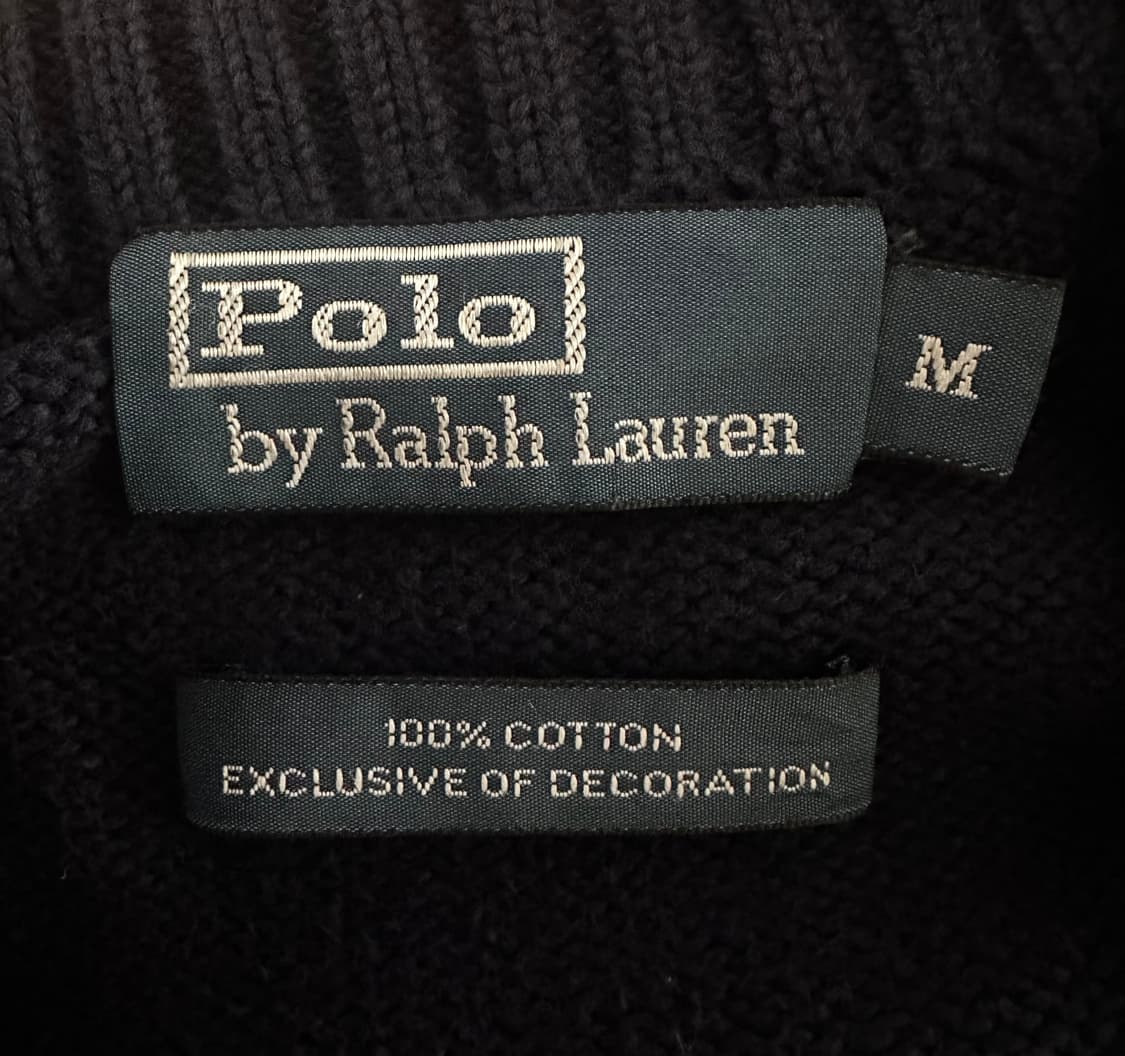 Polo
by Ralph Lauren
M
100% COTTON
EXCLUSIVE OF DECORATION